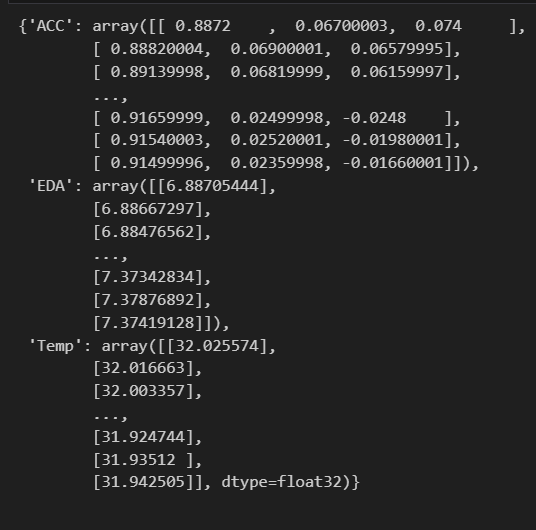 {'ACC': array([[ 0.8872    ,  0.06700003,  0.074     ],
        [ 0.88820004,  0.06900001,  0.06579995],
        [ 0.89139998,  0.06819999,  0.06159997],
        ...,
        [ 0.91659999,  0.02499998, -0.0248    ],
        [ 0.91540003,  0.02520001, -0.01980001],
        [ 0.91499996,  0.02359998, -0.01660001]]),
 'EDA': array([[6.88705444],
        [6.88667297],
        [6.88476562],
        ...,
        [7.37342834],
        [7.37876892],
        [7.37419128]]),
 'Temp': array([[32.025574],
        [32.016663],
        [32.003357],
        ...,
        [31.924744],
        [31.93512 ],
        [31.942505]], dtype=float32)}